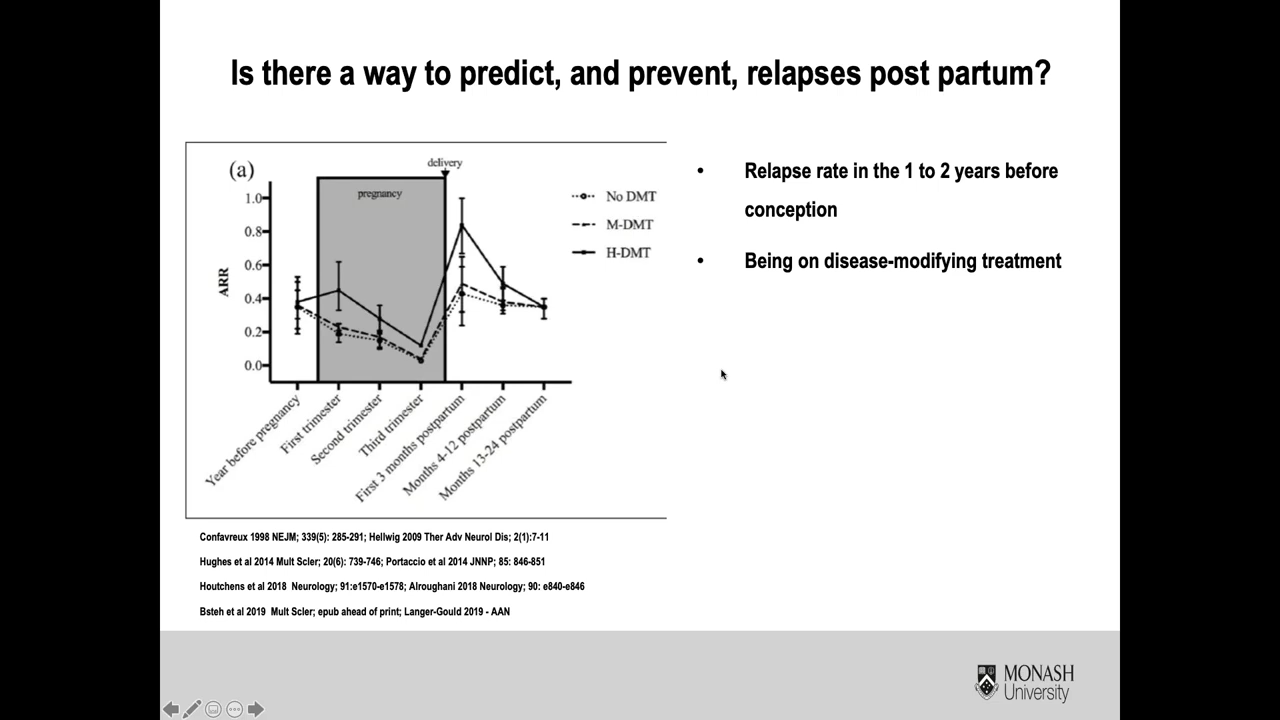 Is there a way to predict, and prevent, relapses post partum?
(a)
delivery
pregnancy
1.0
0.8
0.6
0.4
0.2
0.0
ARR
No DMT
M-DMT
H-DMT
Year before pregnancy
First trimester
Second trimester
Third trimester
First 3 months postpartum
Months 4-12 postpartum
Months 13-24 postpartum
• Relapse rate in the 1 to 2 years before
conception
• Being on disease-modifying treatment
Confavreux 1998 NEJM; 339(5): 285-291; Hellwig 2009 Ther Adv Neurol Dis; 2(1):7-11
Hughes et al 2014 Mult Scler; 20(6): 739-746; Portaccio et al 2014 JNNP; 85: 846-851
Houtchens et al 2018 Neurology; 91:e1570-e1578; Alroughani 2018 Neurology; 90: e840-e846
Bsteh et al 2019 Mult Scler; epub ahead of print; Langer-Gould 2019 - AAN
MONASH
University